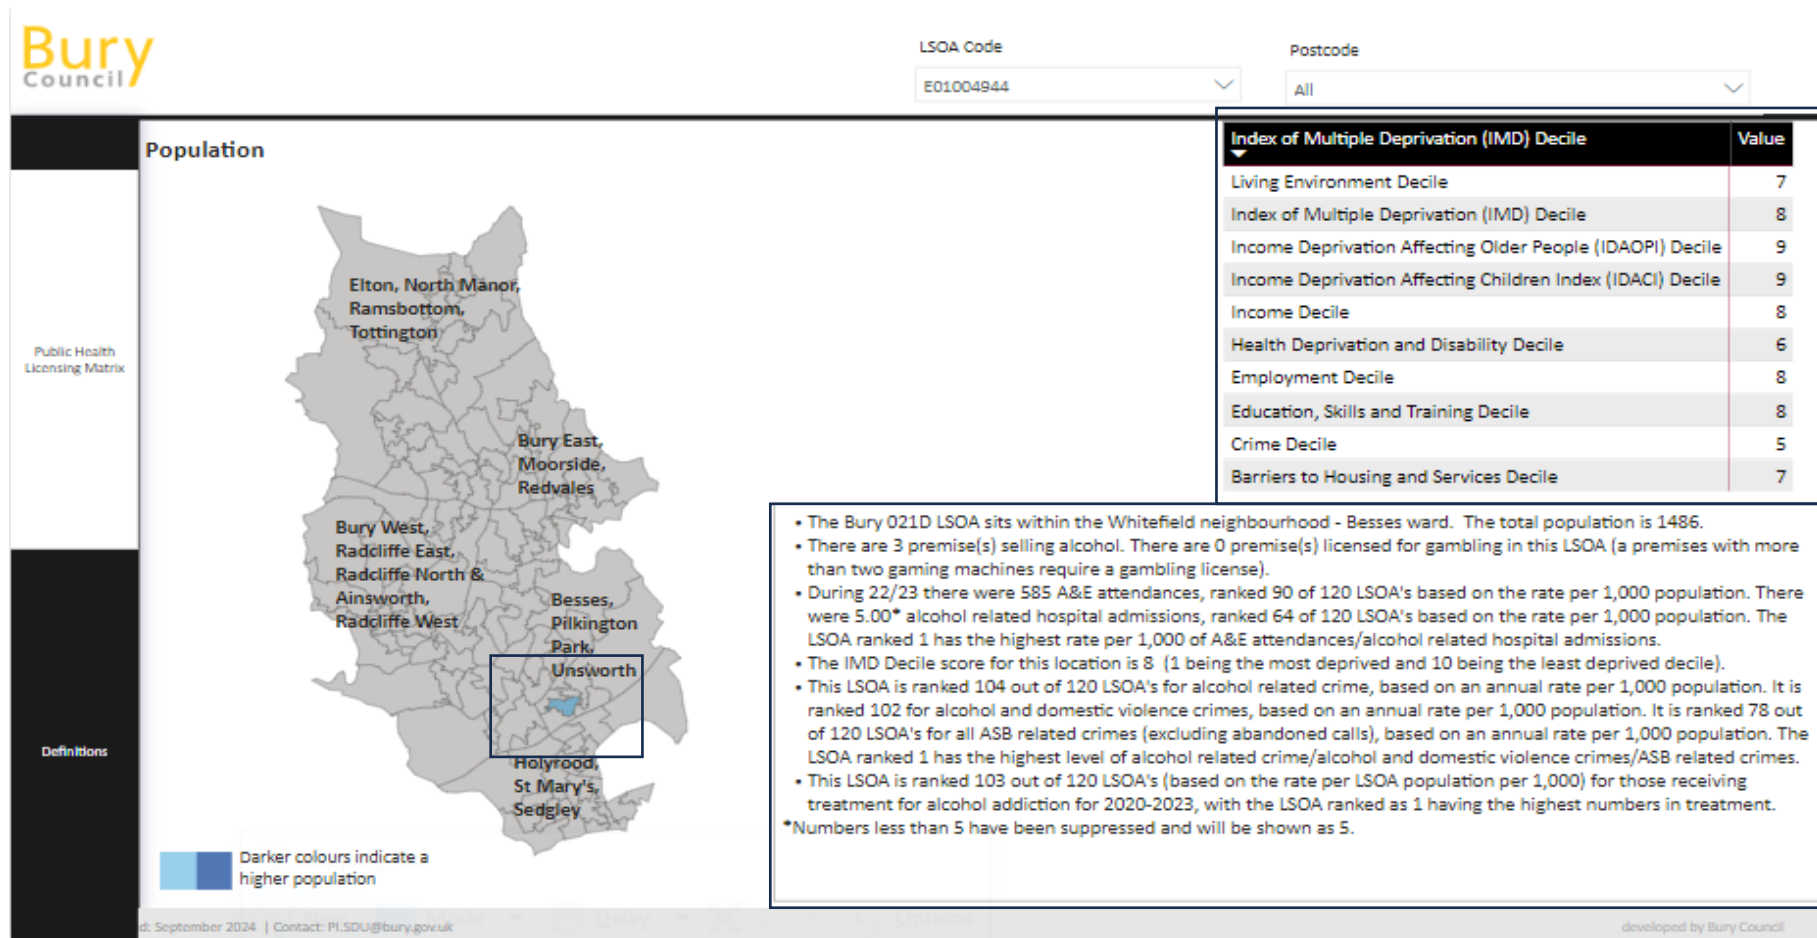 Bury
Council
LSOA Code
E01004944
Postcode
All
Public Health
Licensing Matrix
Definitions
Population
Elton, North Manor,
Ramsbottom,
Tottington
Bury East,
Moorside,
Redvales
Bury West,
Radcliffe East,
Radcliffe North &
Ainsworth,
Radcliffe West
Besses,
Pilkington
Park,
Unsworth
Holyrood,
St Mary's,
Sedgley
Darker colours indicate a
higher population
Index of Multiple Deprivation (IMD) Decile Value
Living Environment Decile 7
Index of Multiple Deprivation (IMD) Decile 8
Income Deprivation Affecting Older People (IDAOPI) Decile 9
Income Deprivation Affecting Children Index (IDACI) Decile 9
Income Decile 8
Health Deprivation and Disability Decile 6
Employment Decile 8
Education, Skills and Training Decile 8
Crime Decile 5
Barriers to Housing and Services Decile 7
• The Bury 021D LSOA sits within the Whitefield neighbourhood - Besses ward. The total population is 1486.
• There are 3 premise(s) selling alcohol. There are 0 premise(s) licensed for gambling in this LSOA (a premises with more
than two gaming machines require a gambling license).
• During 22/23 there were 585 A&E attendances, ranked 90 of 120 LSOA's based on the rate per 1,000 population. There
were 5.00* alcohol related hospital admissions, ranked 64 of 120 LSOA's based on the rate per 1,000 population. The
LSOA ranked 1 has the highest rate per 1,000 of A&E attendances/alcohol related hospital admissions.
• The IMD Decile score for this location is 8 (1 being the most deprived and 10 being the least deprived decile).
• This LSOA is ranked 104 out of 120 LSOA's for alcohol related crime, based on an annual rate per 1,000 population. It is
ranked 102 for alcohol and domestic violence crimes, based on an annual rate per 1,000 population. It is ranked 78 out
of 120 LSOA's for all ASB related crimes (excluding abandoned calls), based on an annual rate per 1,000 population. The
LSOA ranked 1 has the highest level of alcohol related crime/alcohol and domestic violence crimes/ASB related crimes.
• This LSOA is ranked 103 out of 120 LSOA's (based on the rate per LSOA population per 1,000) for those receiving
treatment for alcohol addiction for 2020-2023, with the LSOA ranked as 1 having the highest numbers in treatment.
*Numbers less than 5 have been suppressed and will be shown as 5.
d: September 2024 | Contact: PI.SDU@bury.gov.uk
developed by Bury Council